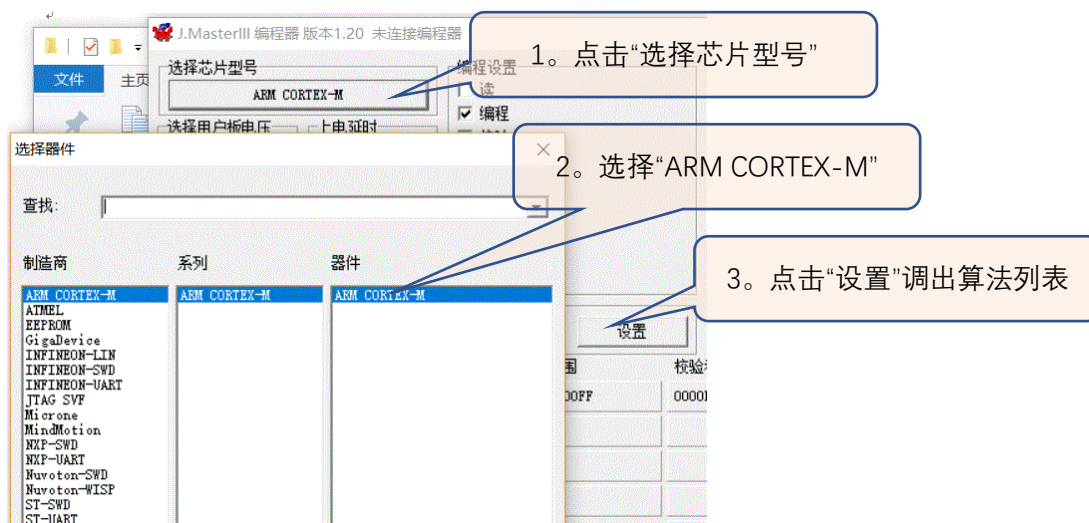 J.MasterIII 编程器 版本1.20 未连接编程器
1。点击“选择芯片型号”
文件
主页
选择芯片型号
编程设置
ARM CORTEX-M
读
编程
选择用户板电压
上电延时
选择器件
2。选择“ARM CORTEX-M”
查找:
制造商
系列
器件
3。点击“设置”调出算法列表
ARM CORTEX-M
ARM CORTEX-M
ARM CORTEX-M
ATMEL
EEPROM
GigaDevice
INFINEON-LIN
INFINEON-SWD
INFINEON-UART
JTAG SVF
Microne
MindMotion
NXP-SWD
NXP-UART
Nuvoton-SWD
Nuvoton-WISP
ST-SWD
ST-UART
设置
围
校验
00FF
0000